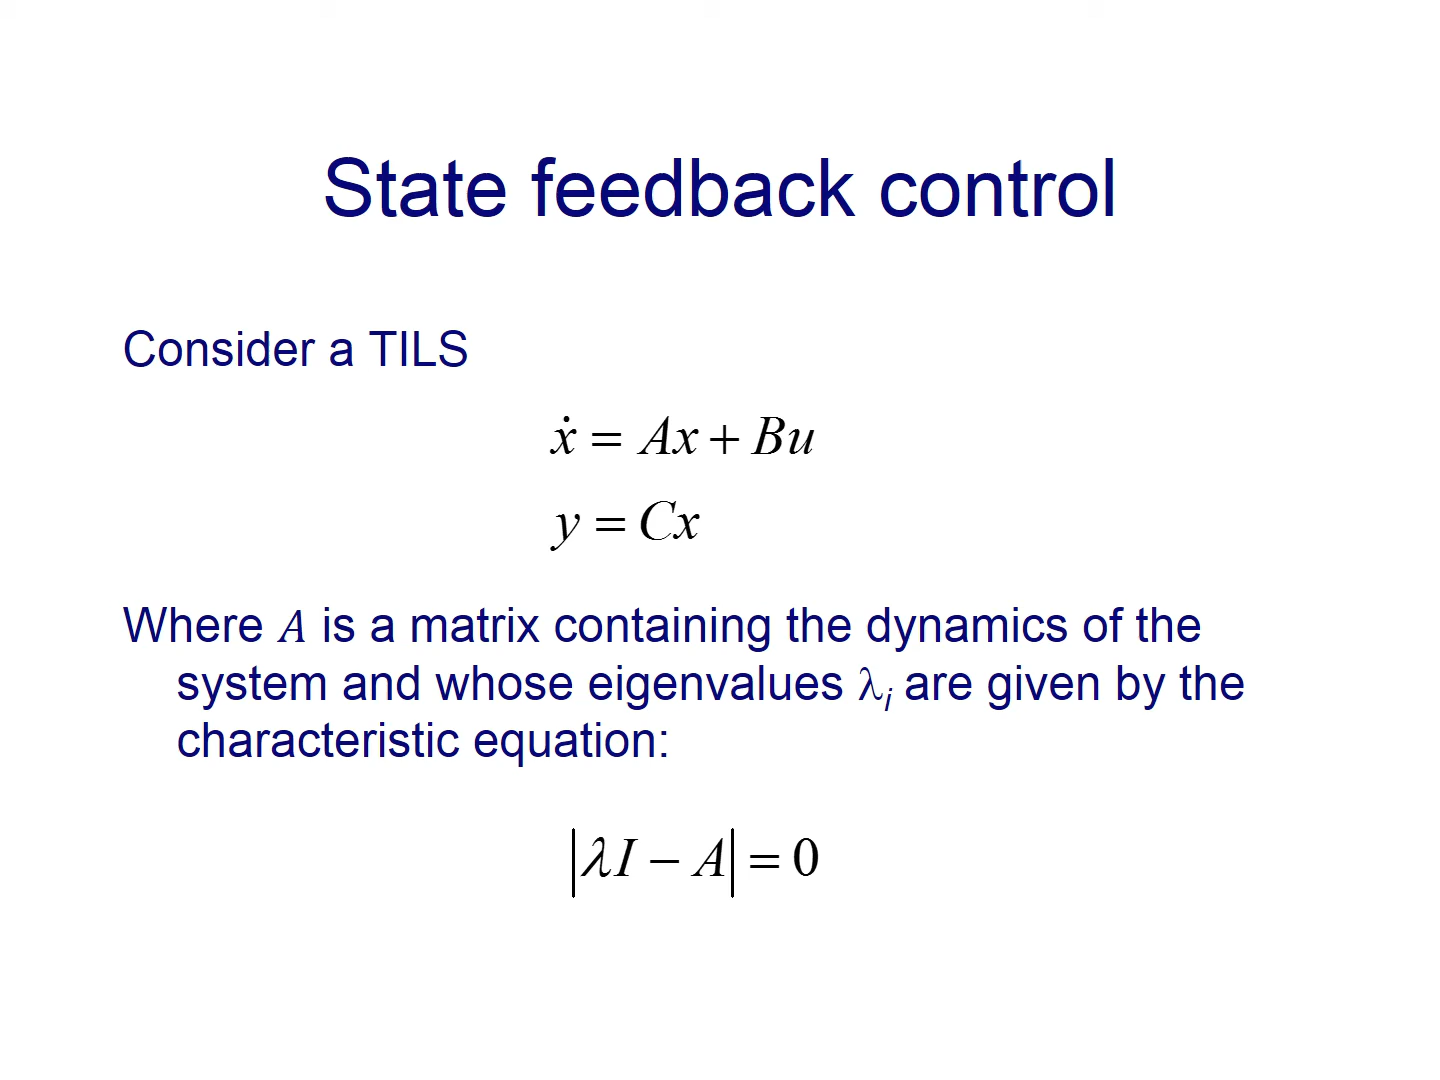 State feedback control
Consider a TILS
ẋ = Ax + Bu
y = Cx
Where A is a matrix containing the dynamics of the
system and whose eigenvalues λᵢ are given by the
characteristic equation:
|λI − A| = 0